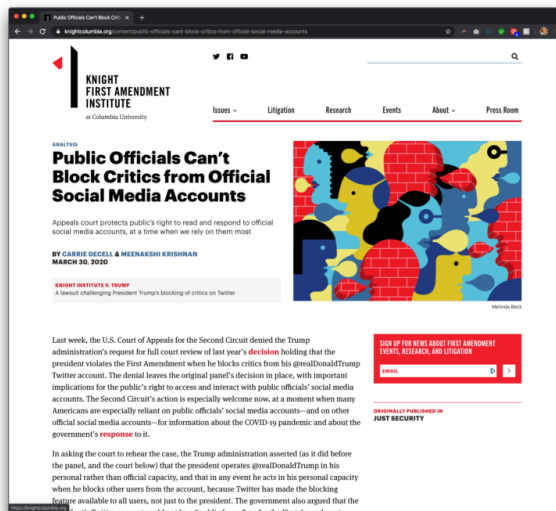 Public Officials Can't Block Criti
knightcolumbia.org/content/public-officials-cant-block-critics-from-official-social-media-accounts
KNIGHT
FIRST AMENDMENT
INSTITUTE
at Columbia University
Issues
Litigation
Research
Events
About
Press Room
ANALYSIS
Public Officials Can't
Block Critics from Official
Social Media Accounts
Appeals court protects public's right to read and respond to official
social media accounts, at a time when we rely on them most
BY CARRIE DECELL & MEENAKSHI KRISHNAN
MARCH 30, 2020
KNIGHT INSTITUTE V. TRUMP
A lawsuit challenging President Trump's blocking of critics on Twitter
Melinda Beck
Last week, the U.S. Court of Appeals for the Second Circuit denied the Trump
administration's request for full court review of last year's decision holding that the
president violates the First Amendment when he blocks critics from his @realDonaldTrump
Twitter account. The denial leaves the original panel's decision in place, with important
implications for the public's right to access and interact with public officials' social media
accounts. The Second Circuit's action is especially welcome now, at a moment when many
Americans are especially reliant on public officials' social media accounts—and on other
official social media accounts—for information about the COVID-19 pandemic and about the
government's response to it.
In asking the court to rehear the case, the Trump administration asserted (as it did before
the panel, and the court below) that the president operates @realDonaldTrump in his
personal rather than official capacity, and that in any event he acts in his personal capacity
when he blocks other users from the account, because Twitter has made the blocking
feature available to all users, not just to the president. The government also argued that the
SIGN UP FOR NEWS ABOUT FIRST AMENDMENT
EVENTS, RESEARCH, AND LITIGATION
EMAIL
ORIGINALLY PUBLISHED IN
JUST SECURITY
https://knightcolumbia.org